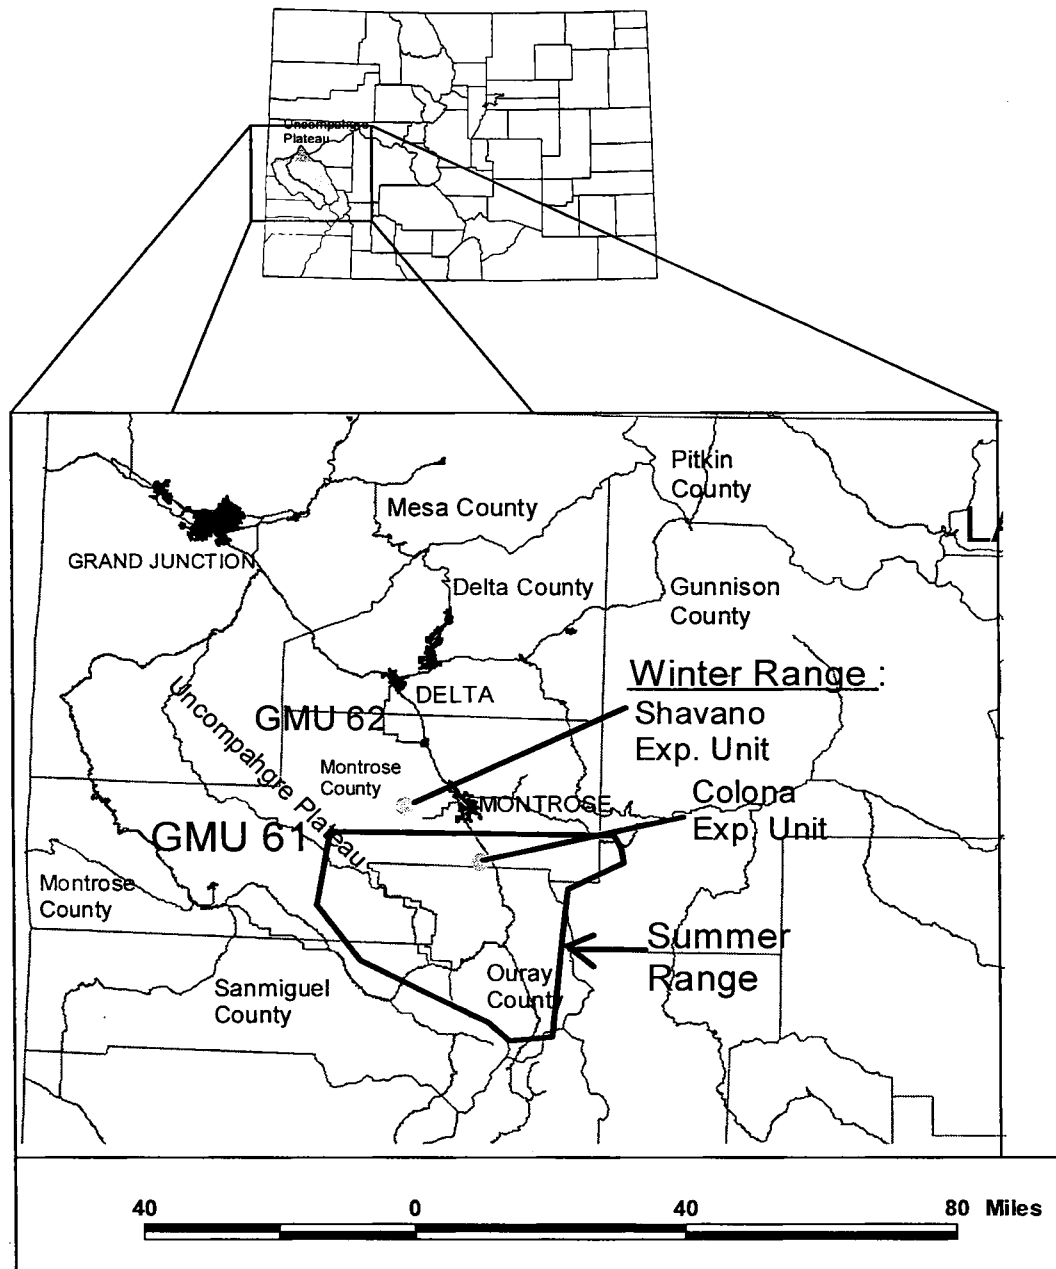 Uncompahgre
Plateau
Pitkin
County
Mesa County
LA
GRAND JUNCTION
Delta County
Gunnison
County
Winter Range :
DELTA
Uncompahgre Plateau
GMU 62
Shavano
Exp. Unit
Montrose
County
Colona
Exp. Unit
MONTROSE
GMU 61
Montrose
County
Summer
Range
Ouray
County
Sanmiguel
County
40 0 40 80 Miles